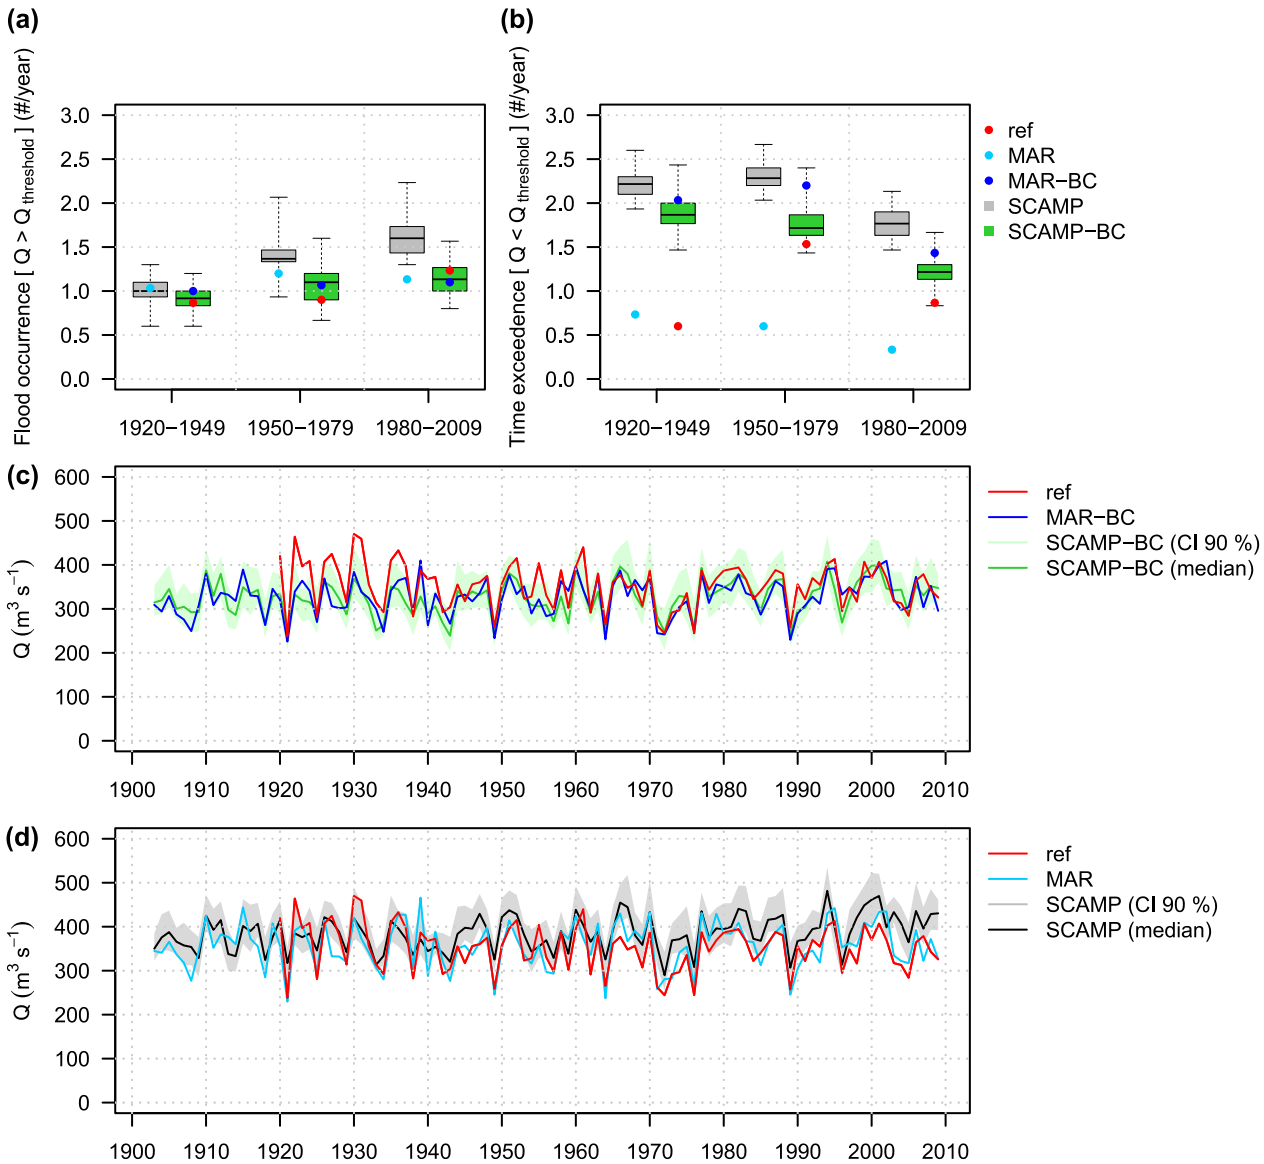 (a)
(b)
Flood occurrence [ Q > Q_threshold ] (#/year)
3.0
2.5
2.0
1.5
1.0
0.5
0.0
1920−1949
1950−1979
1980−2009
Time exceedence [ Q < Q_threshold ] (#/year)
3.0
2.5
2.0
1.5
1.0
0.5
0.0
1920−1949
1950−1979
1980−2009
ref
MAR
MAR−BC
SCAMP
SCAMP−BC
(c)
Q (m³ s⁻¹)
600
500
400
300
200
100
0
1900 1910 1920 1930 1940 1950 1960 1970 1980 1990 2000 2010
ref
MAR−BC
SCAMP−BC (CI 90 %)
SCAMP−BC (median)
(d)
Q (m³ s⁻¹)
600
500
400
300
200
100
0
1900 1910 1920 1930 1940 1950 1960 1970 1980 1990 2000 2010
ref
MAR
SCAMP (CI 90 %)
SCAMP (median)